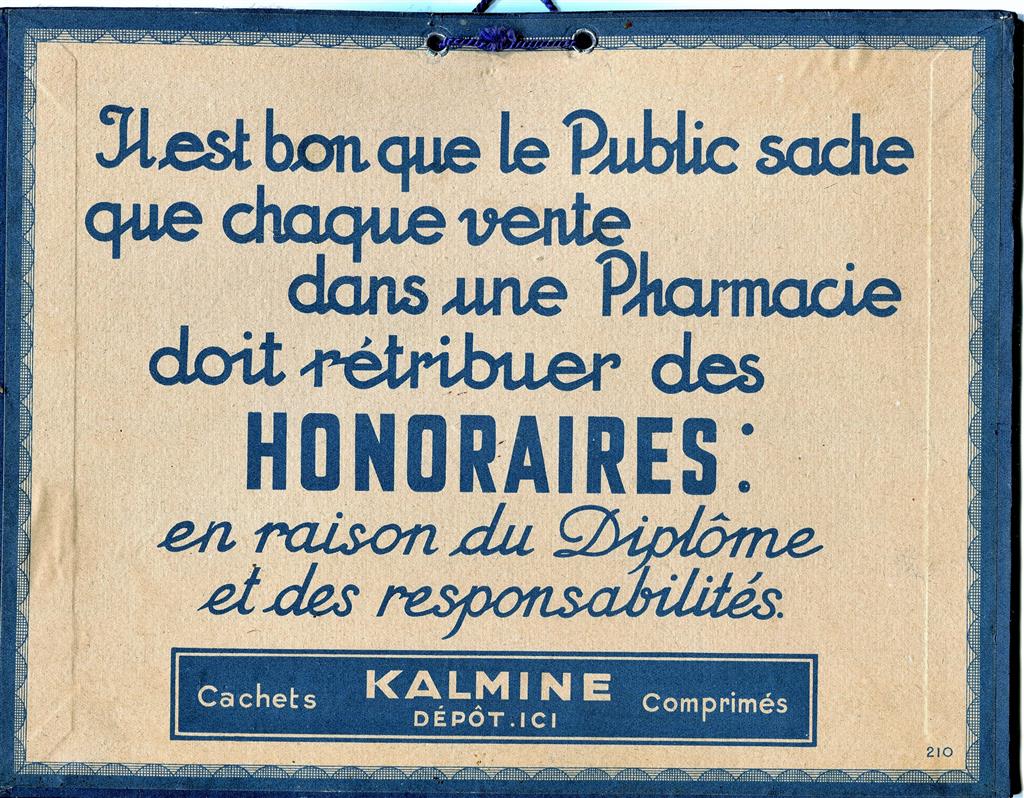 Il est bon que le Public sache
que chaque vente
dans une Pharmacie
doit rétribuer des
HONORAIRES :
en raison du Diplôme
et des responsabilités.
Cachets KALMINE Comprimés
DÉPÔT.ICI
210